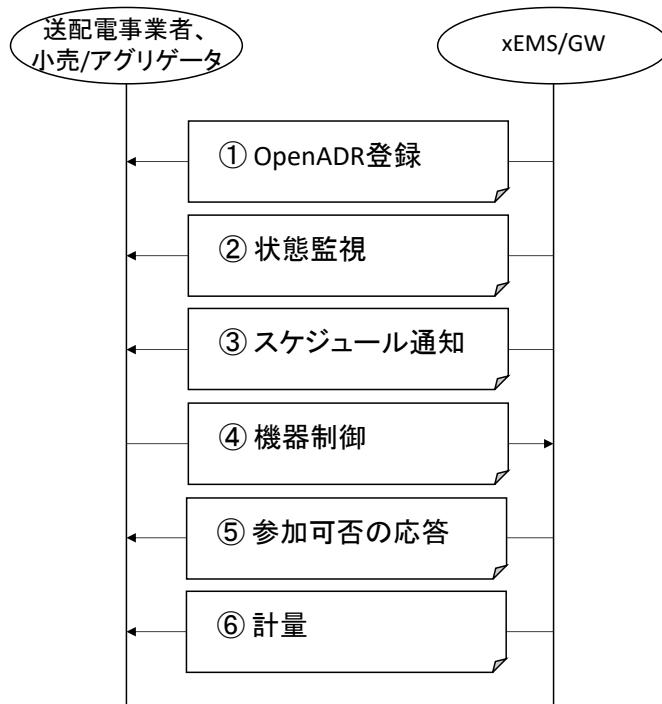 送配電事業者、
小売/アグリゲータ
xEMS/GW
① OpenADR登録
② 状態監視
③ スケジュール通知
④ 機器制御
⑤ 参加可否の応答
⑥ 計量